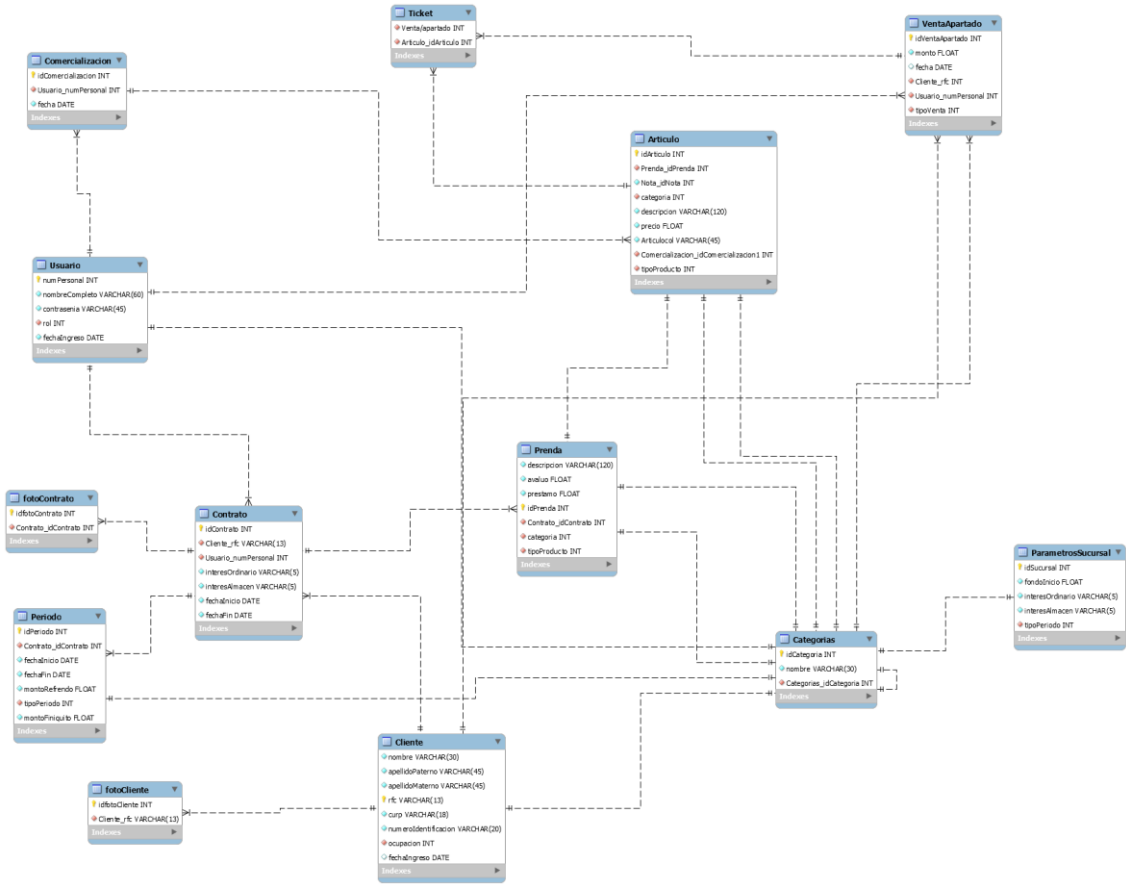 Ticket
Venta/apartado INT
Articulo_idArticulo INT
Indexes
VentaApartado
idVentaApartado INT
monto FLOAT
fecha DATE
Cliente_rfc INT
Usuario_numPersonal INT
tipoVenta INT
Indexes
Comercializacion
idComercializacion INT
Usuario_numPersonal INT
fecha DATE
Indexes
Articulo
idArticulo INT
Prenda_idPrenda INT
Nota_idNota INT
categoria INT
descripcion VARCHAR(120)
precio FLOAT
Articulocol VARCHAR(45)
Comercializacion_idComercializacion1 INT
tipoProducto INT
Indexes
Usuario
numPersonal INT
nombreCompleto VARCHAR(60)
contrasenia VARCHAR(45)
rol INT
fechaIngreso DATE
Indexes
Prenda
descripcion VARCHAR(120)
avaluo FLOAT
prestamo FLOAT
idPrenda INT
Contrato_idContrato INT
categoria INT
tipoProducto INT
Indexes
fotoContrato
idfotoContrato INT
Contrato_idContrato INT
Indexes
Contrato
idContrato INT
Cliente_rfc VARCHAR(13)
Usuario_numPersonal INT
interesOrdinario VARCHAR(5)
interesAlmacen VARCHAR(5)
fechaInicio DATE
fechaFin DATE
Indexes
ParametrosSucursal
idSucursal INT
fondoInicio FLOAT
interesOrdinario VARCHAR(5)
interesAlmacen VARCHAR(5)
tipoPeriodo INT
Indexes
Periodo
idPeriodo INT
Contrato_idContrato INT
fechaInicio DATE
fechaFin DATE
montoRefrendo FLOAT
tipoPeriodo INT
montoFiniquito FLOAT
Indexes
Categorias
idCategoria INT
nombre VARCHAR(30)
Categorias_idCategoria INT
Indexes
Cliente
nombre VARCHAR(30)
apellidoPaterno VARCHAR(45)
apellidoMaterno VARCHAR(45)
rfc VARCHAR(13)
curp VARCHAR(18)
numeroIdentificacion VARCHAR(20)
ocupacion INT
fechaIngreso DATE
Indexes
fotoCliente
idfotoCliente INT
Cliente_rfc VARCHAR(13)
Indexes